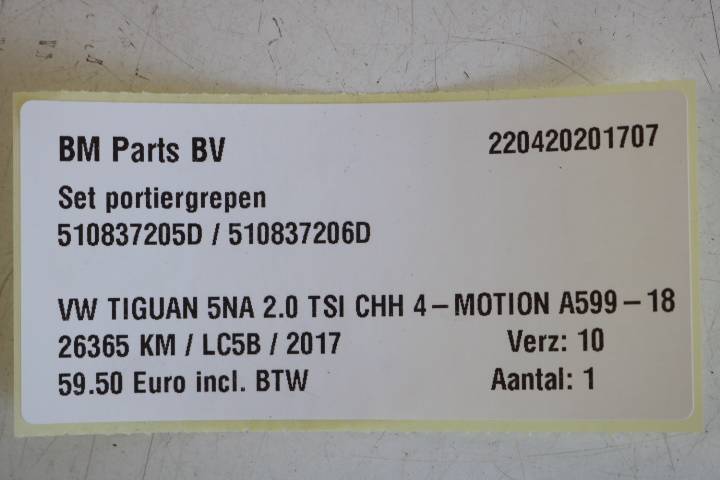 BM Parts BV 220420201707
Set portiergrepen
510837205D / 510837206D
VW TIGUAN 5NA 2.0 TSI CHH 4-MOTION A599-18
26365 KM / LC5B / 2017 Verz: 10
59.50 Euro incl. BTW Aantal: 1